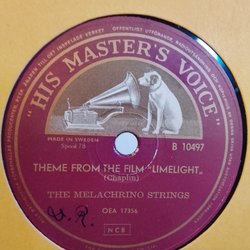 "HIS MASTER'S VOICE"
MADE IN SWEDEN
Speed 78
B 10497
THEME FROM THE FILM "LIMELIGHT"
(Chaplin)
THE MELACHRINO STRINGS
OEA 17356
NCB